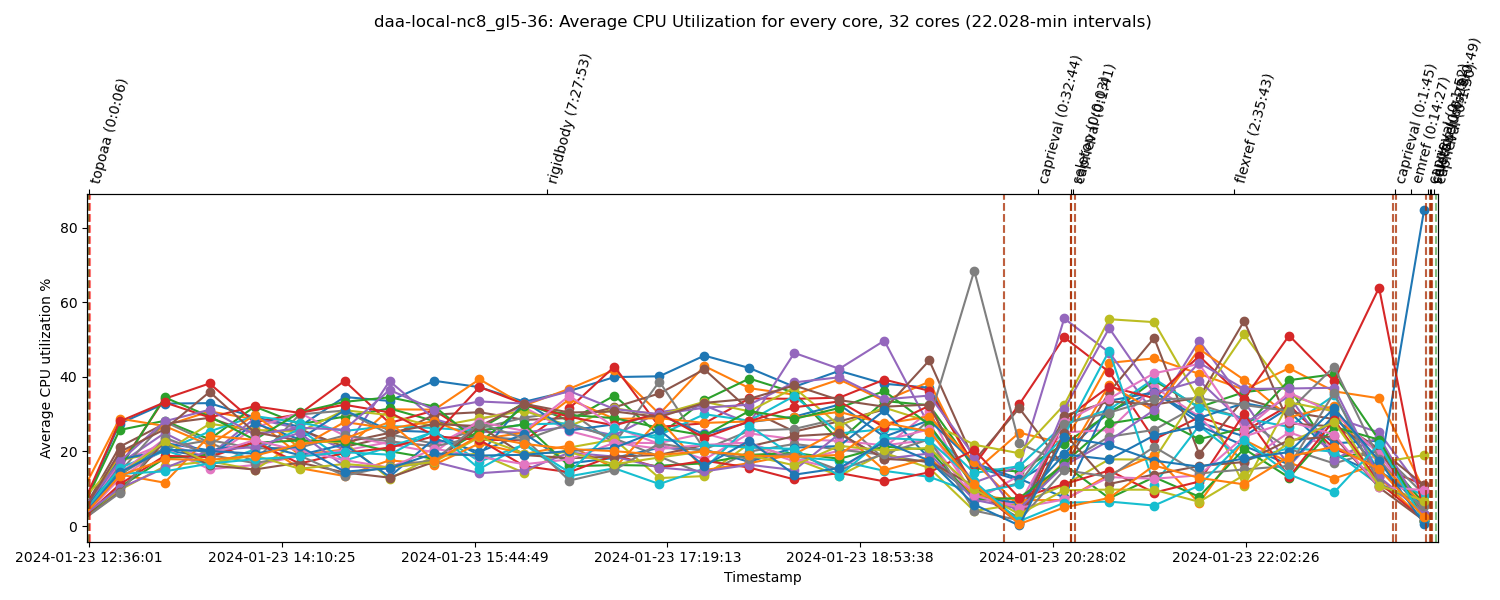 daa-local-nc8_gl5-36: Average CPU Utilization for every core, 32 cores (22.028-min intervals)
topoaa (0:0:06)
rigidbody (7:27:53)
caprieval (0:32:44)
flexref (2:35:43)
caprieval (0:1:45)
emref (0:14:27)
80
60
40
20
0
Average CPU utilization %
2024-01-23 12:36:01
2024-01-23 14:10:25
2024-01-23 15:44:49
2024-01-23 17:19:13
2024-01-23 18:53:38
2024-01-23 20:28:02
2024-01-23 22:02:26
Timestamp